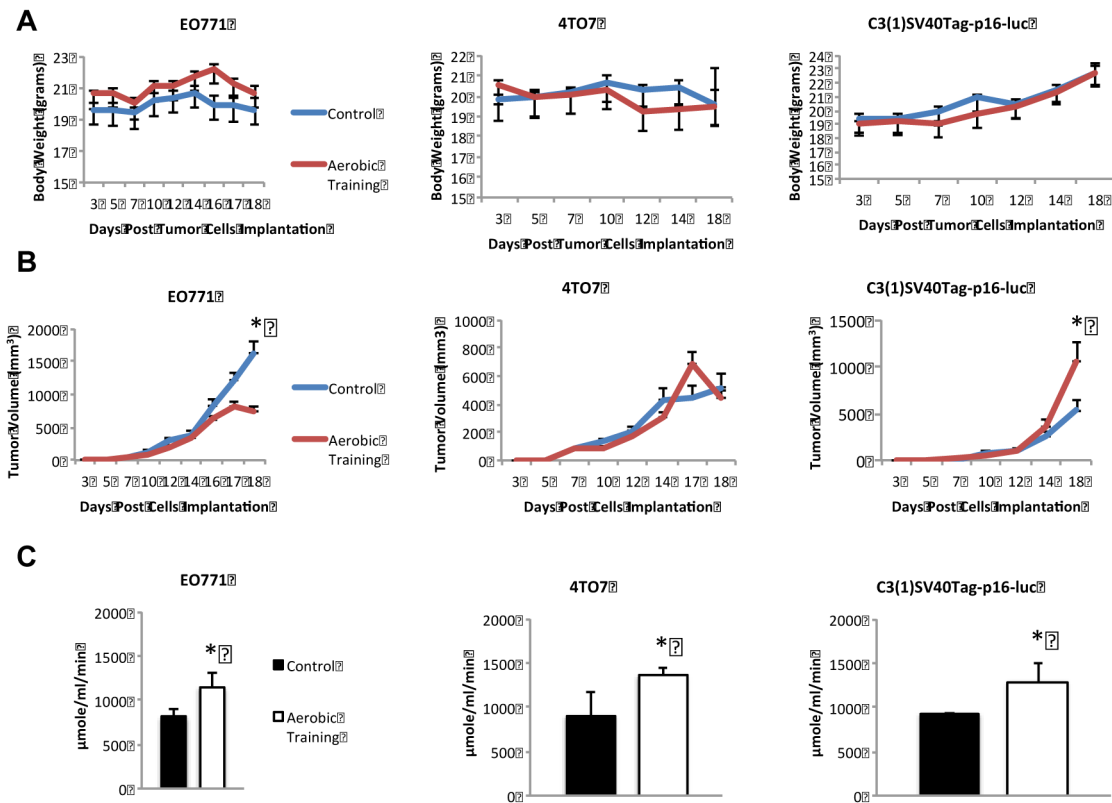 A
EO771
4TO7
C3(1)SV40Tag-p16-luc
Body Weight (grams)
23
21
19
17
15
3 5 7 10 12 14 16 17 18
Days Post Tumor Cells Implantation
Control
Aerobic
Training
Body Weight (grams)
21
20
19
18
17
16
15
3 5 7 10 12 14 18
Days Post Tumor Cells Implantation
Body Weight (grams)
24
23
22
21
20
19
18
17
16
15
3 5 7 10 12 14 18
Days Post Tumor Cells Implantation
B
EO771
4TO7
C3(1)SV40Tag-p16-luc
Tumor Volume (mm³)
2000
1500
1000
500
0
*
3 5 7 10 12 14 16 17 18
Days Post Cells Implantation
Control
Aerobic
Training
Tumor Volume (mm3)
1000
800
600
400
200
0
3 5 7 10 12 14 17 18
Days Post Cells Implantation
Tumor Volume (mm³)
1500
1000
500
0
*
3 5 7 10 12 14 18
Days Post Cells Implantation
C
EO771
4TO7
C3(1)SV40Tag-p16-luc
µmole/ml/min
2000
1500
1000
500
0
*
Control
Aerobic
Training
µmole/ml/min
2000
1500
1000
500
0
*
µmole/ml/min
2000
1500
1000
500
0
*